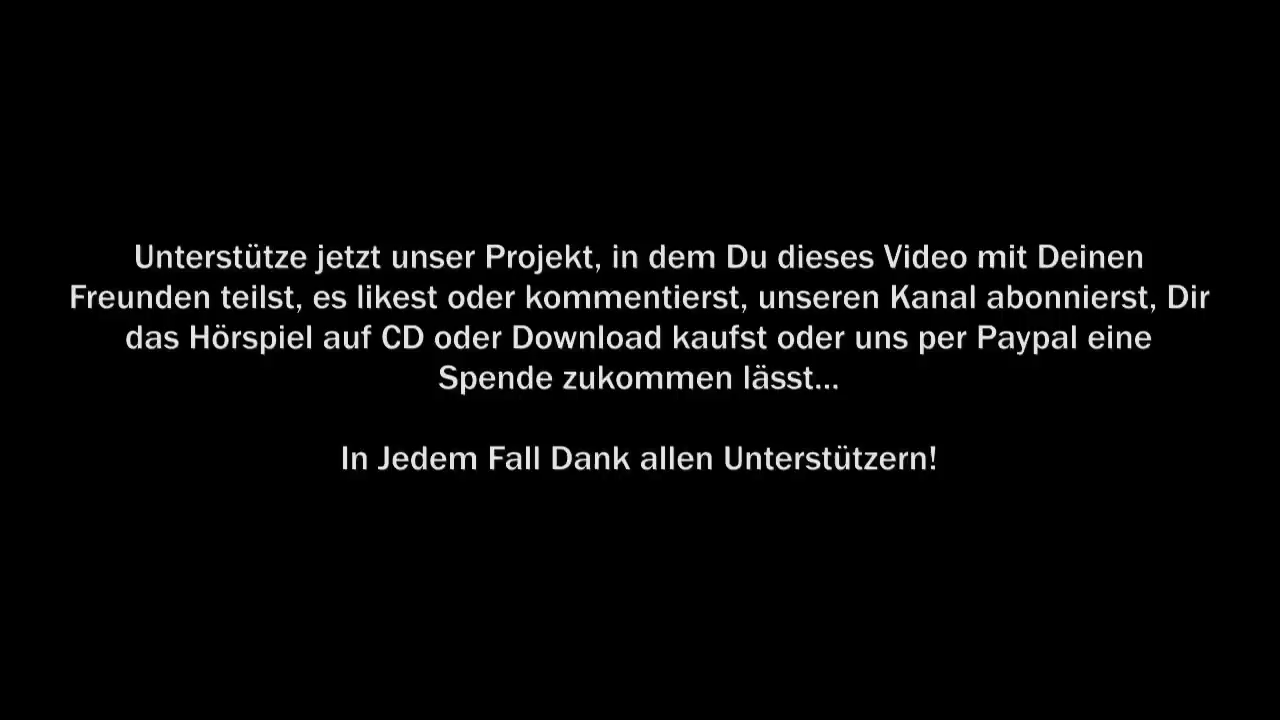 Unterstütze jetzt unser Projekt, in dem Du dieses Video mit Deinen
Freunden teilst, es likest oder kommentierst, unseren Kanal abonnierst, Dir
das Hörspiel auf CD oder Download kaufst oder uns per Paypal eine
Spende zukommen lässt...
In Jedem Fall Dank allen Unterstützern!